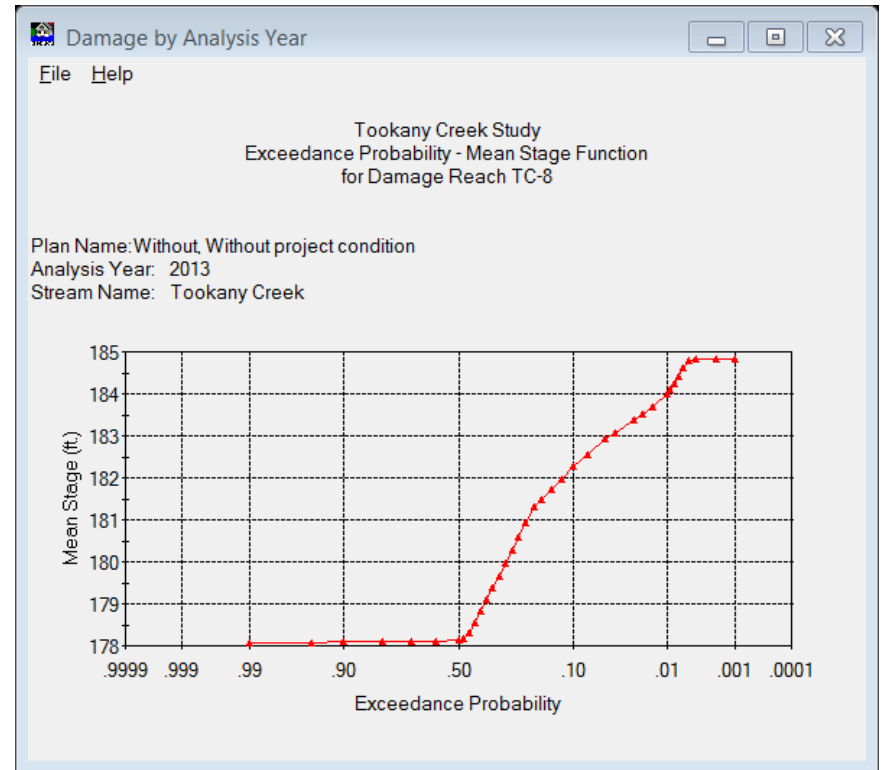 Damage by Analysis Year
File Help
Tookany Creek Study
Exceedance Probability - Mean Stage Function
for Damage Reach TC-8
Plan Name: Without, Without project condition
Analysis Year: 2013
Stream Name: Tookany Creek
185
184
183
182
181
180
179
178
Mean Stage (ft.)
.9999 .999 .99 .90 .50 .10 .01 .001 .0001
Exceedance Probability